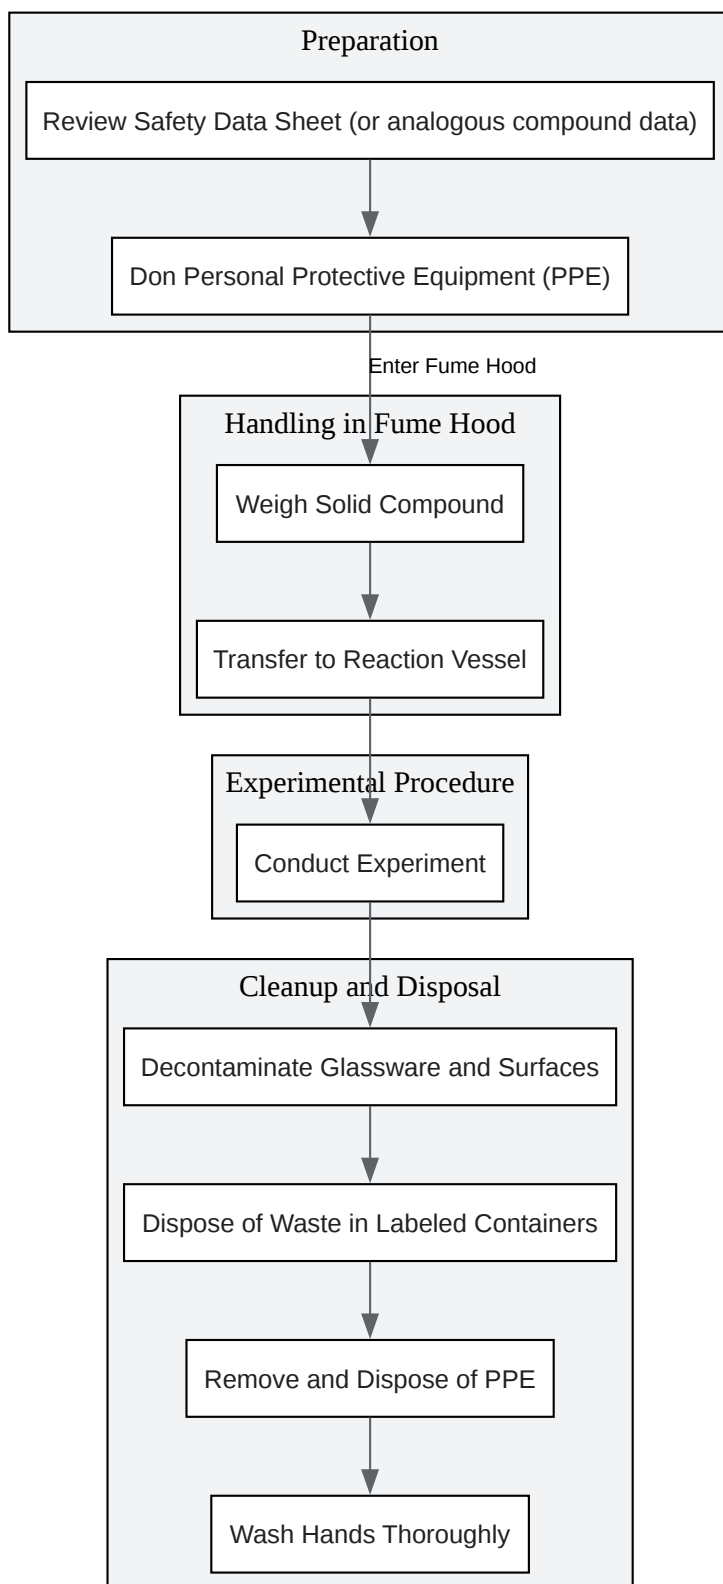 Preparation
Review Safety Data Sheet (or analogous compound data)
Don Personal Protective Equipment (PPE)
Enter Fume Hood
Handling in Fume Hood
Weigh Solid Compound
Transfer to Reaction Vessel
Experimental Procedure
Conduct Experiment
Cleanup and Disposal
Decontaminate Glassware and Surfaces
Dispose of Waste in Labeled Containers
Remove and Dispose of PPE
Wash Hands Thoroughly